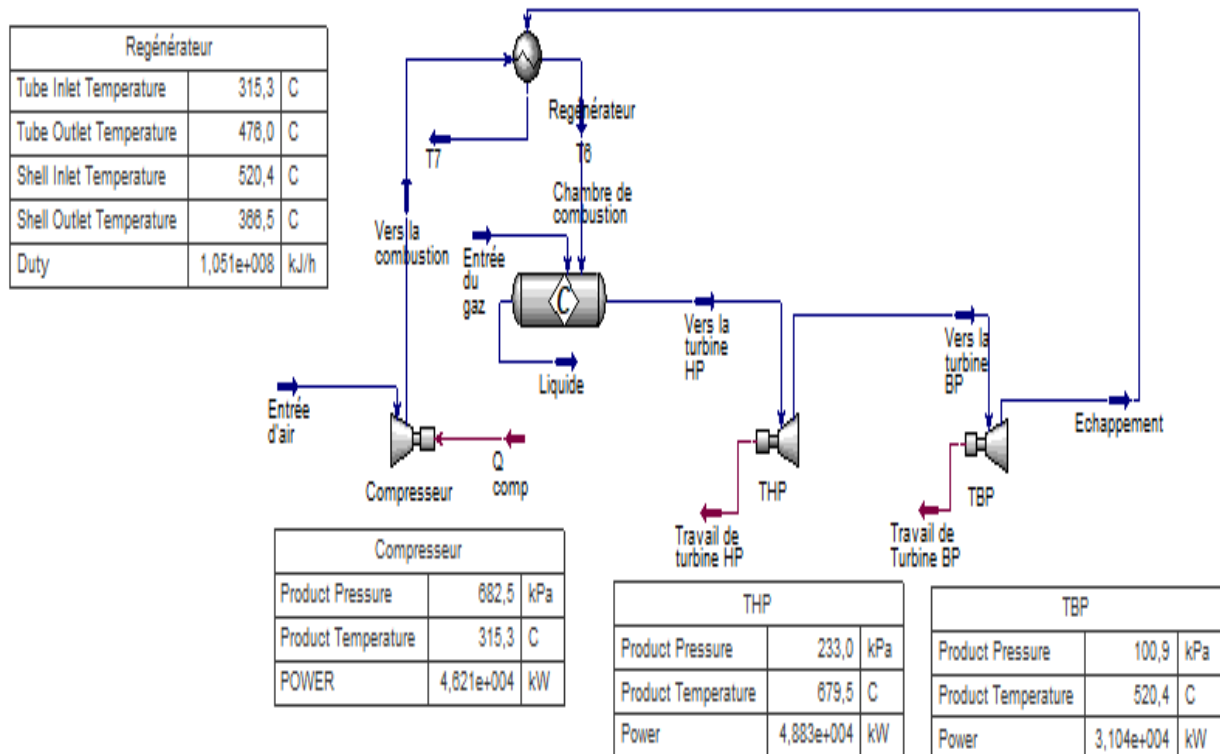 Regénérateur
Tube Inlet Temperature 315,3 C
Tube Outlet Temperature 476,0 C
Shell Inlet Temperature 520,4 C
Shell Outlet Temperature 366,5 C
Duty 1,051e+008 kJ/h
Regénérateur
T7
T6
Vers la
combustion
Chambre de
combustion
Entrée
du
gaz
C
Liquide
Vers la
turbine
HP
Vers la
turbine
BP
Entrée
d'air
Compresseur
Q
comp
THP
TBP
Echappement
Travail de
turbine HP
Travail de
Turbine BP
Compresseur
Product Pressure 682,5 kPa
Product Temperature 315,3 C
POWER 4,621e+004 kW
THP
Product Pressure 233,0 kPa
Product Temperature 679,5 C
Power 4,883e+004 kW
TBP
Product Pressure 100,9 kPa
Product Temperature 520,4 C
Power 3,104e+004 kW